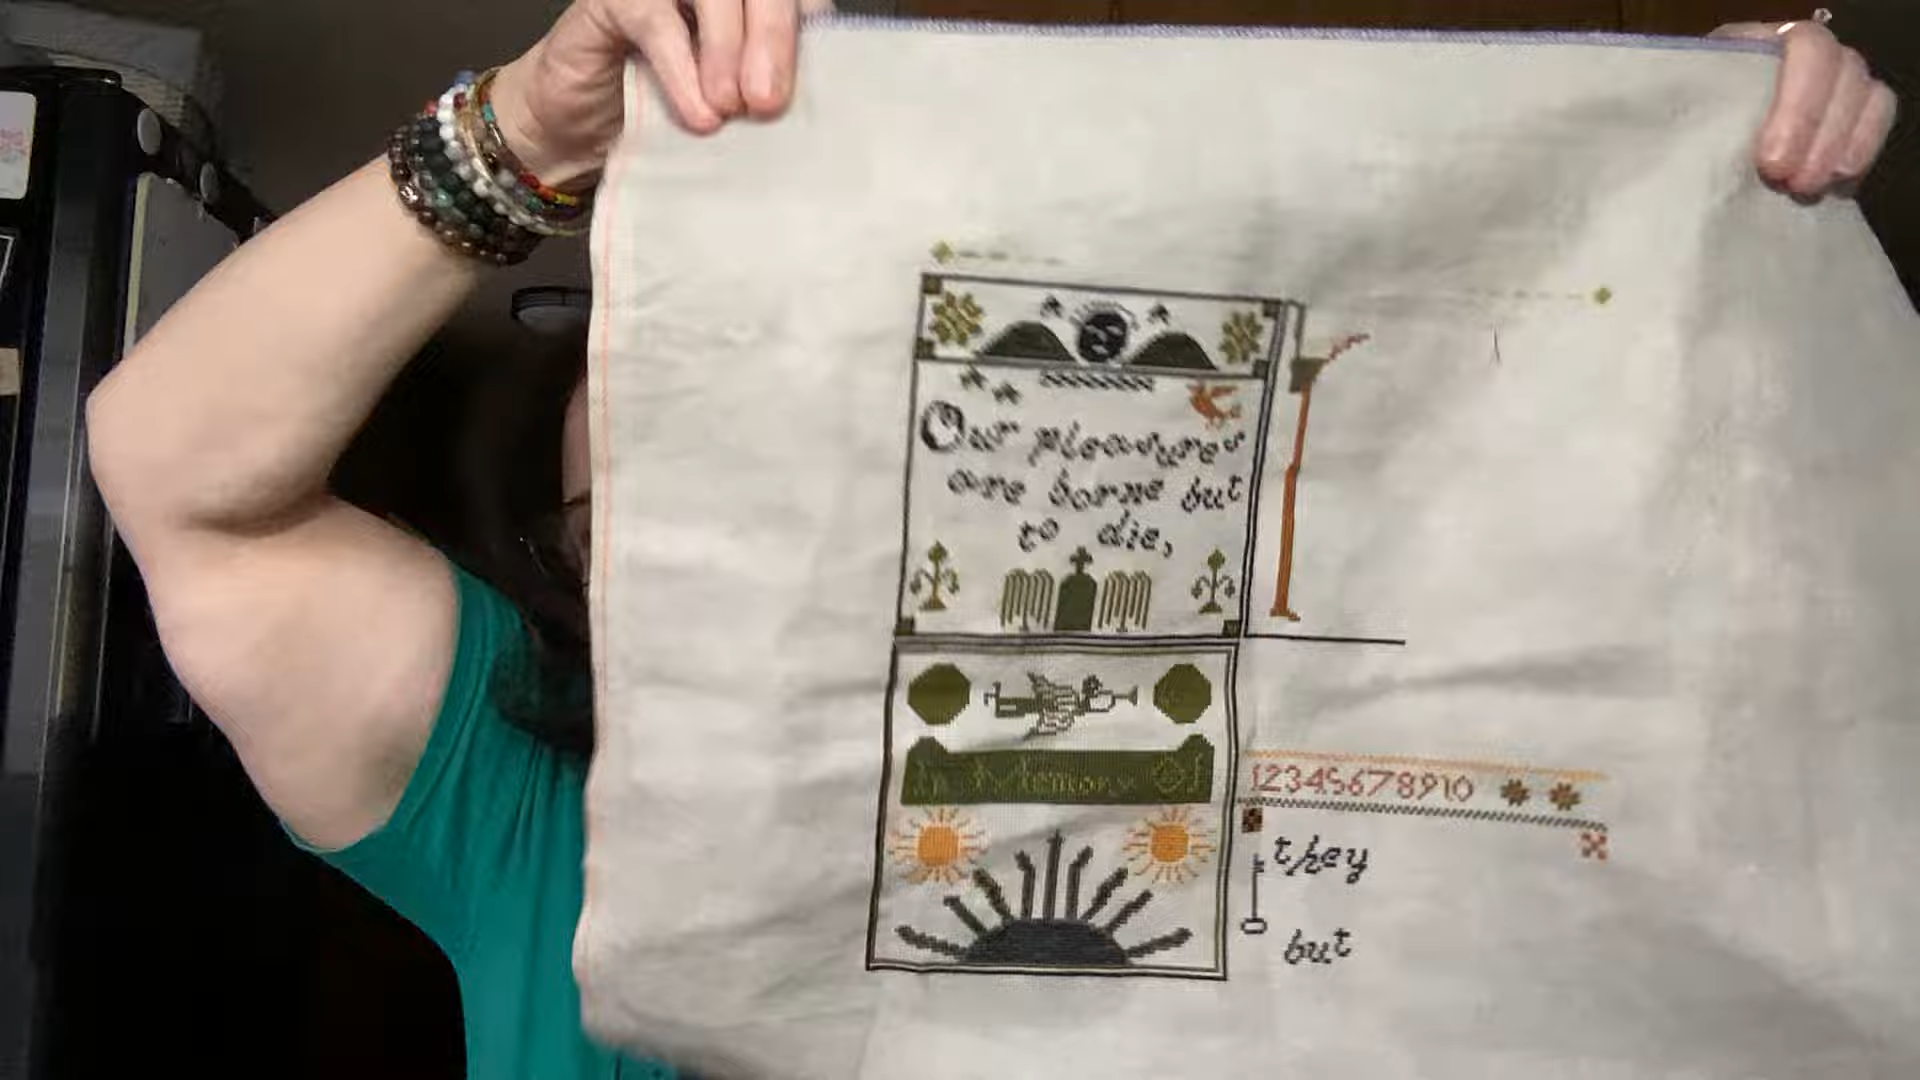 Our pleasures
are borne but
to die,
In Memory Of
12345678910
they
but